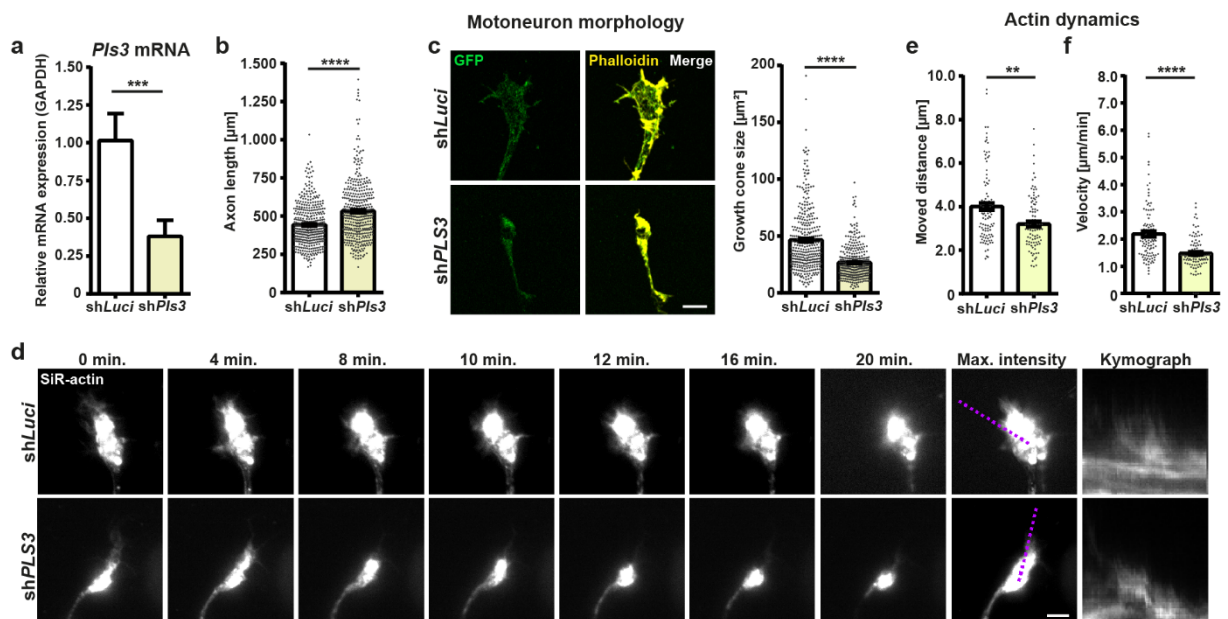 Motoneuron morphology
Actin dynamics
a
Pls3 mRNA
Relative mRNA expression (GAPDH)
1.50
1.25
1.00
0.75
0.50
0.25
0.00
***
shLuci shPls3
b
Axon length [µm]
1.500
1.250
1.000
750
500
250
0
****
shLuci shPls3
c
GFP
Phalloidin Merge
shLuci
shPLS3
Growth cone size [µm²]
200
150
100
50
0
****
shLuci shPls3
e
Moved distance [µm]
10.0
8.0
6.0
4.0
2.0
0.0
**
shLuci shPls3
f
Velocity [µm/min]
8.0
7.0
6.0
5.0
4.0
3.0
2.0
1.0
0.0
****
shLuci shPls3
d
0 min. 4 min. 8 min. 10 min. 12 min. 16 min. 20 min. Max. intensity Kymograph
SiR-actin
shLuci
shPLS3